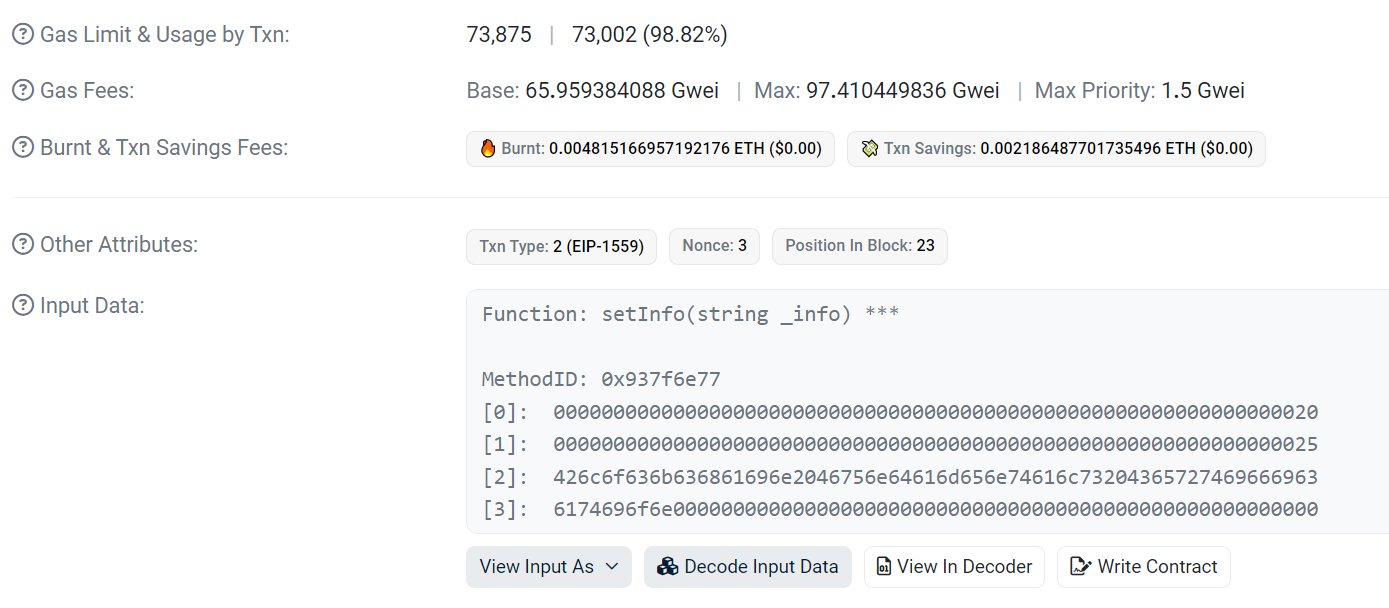 Gas Limit & Usage by Txn: 73,875 | 73,002 (98.82%)
Gas Fees: Base: 65.959384088 Gwei | Max: 97.410449836 Gwei | Max Priority: 1.5 Gwei
Burnt & Txn Savings Fees: Burnt: 0.004815166957192176 ETH ($0.00) Txn Savings: 0.002186487701735496 ETH ($0.00)
Other Attributes: Txn Type: 2 (EIP-1559) Nonce: 3 Position In Block: 23
Input Data:
Function: setInfo(string _info) ***
MethodID: 0x937f6e77
[0]: 0000000000000000000000000000000000000000000000000000000000000020
[1]: 0000000000000000000000000000000000000000000000000000000000000025
[2]: 426c6f636b636861696e2046756e64616d656e74616c73204365727469666963
[3]: 6174696f6e000000000000000000000000000000000000000000000000000000
View Input As Decode Input Data View In Decoder Write Contract